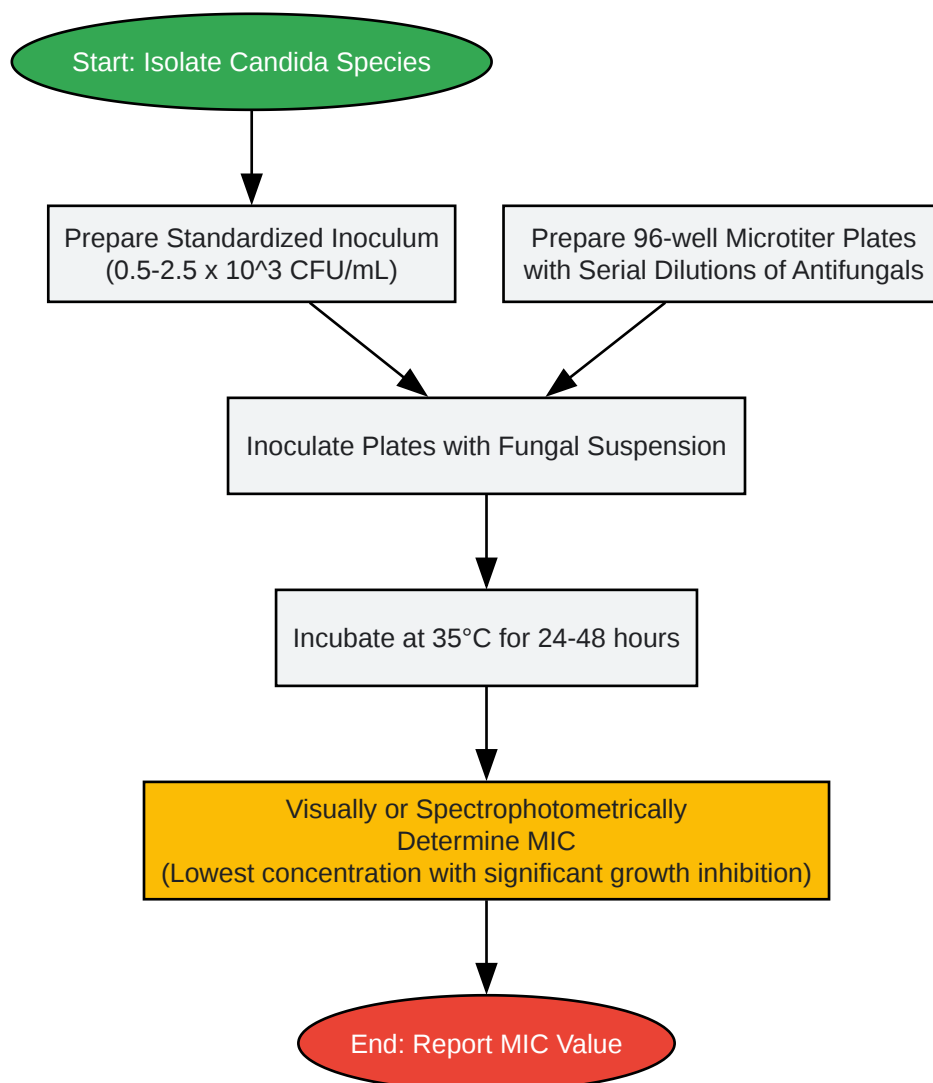 Start: Isolate Candida Species
Prepare Standardized Inoculum
(0.5-2.5 x 10^3 CFU/mL)
Prepare 96-well Microtiter Plates
with Serial Dilutions of Antifungals
Inoculate Plates with Fungal Suspension
Incubate at 35°C for 24-48 hours
Visually or Spectrophotometrically
Determine MIC
(Lowest concentration with significant growth inhibition)
End: Report MIC Value